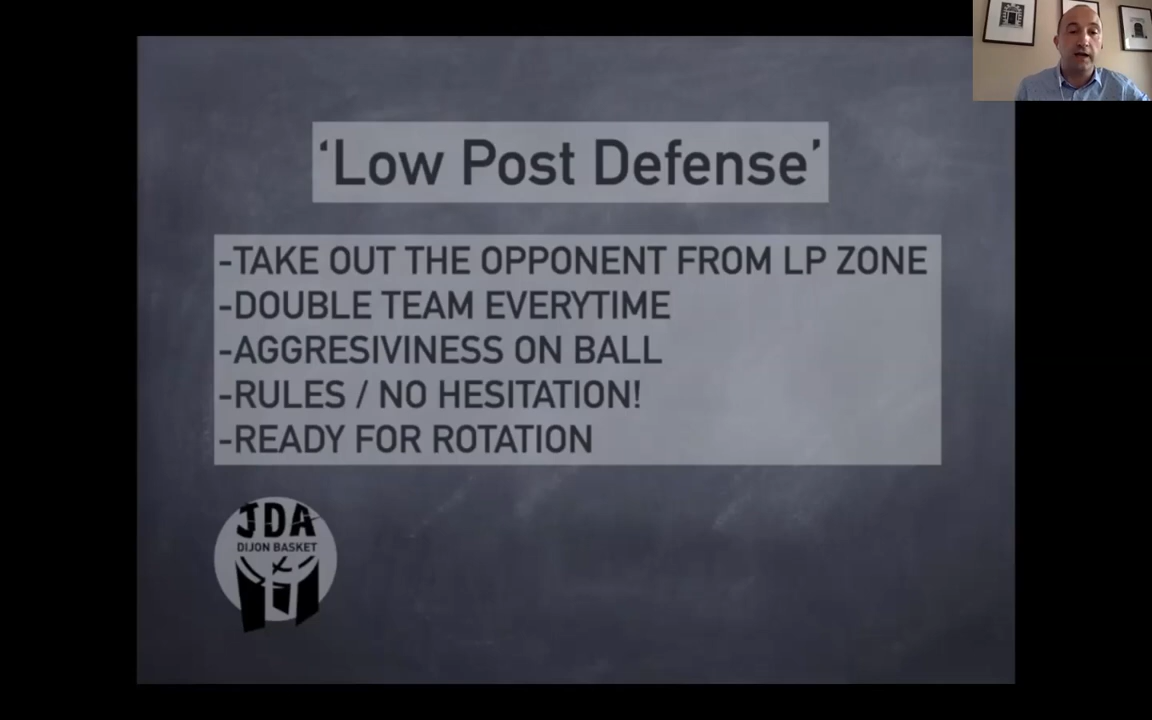 ‘Low Post Defense’
-TAKE OUT THE OPPONENT FROM LP ZONE
-DOUBLE TEAM EVERYTIME
-AGGRESIVINESS ON BALL
-RULES / NO HESITATION!
-READY FOR ROTATION
JDA
DIJON BASKET